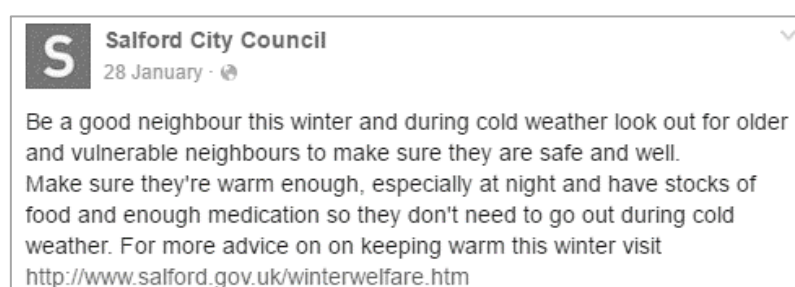 S
Salford City Council
28 January ·
Be a good neighbour this winter and during cold weather look out for older
and vulnerable neighbours to make sure they are safe and well.
Make sure they're warm enough, especially at night and have stocks of
food and enough medication so they don't need to go out during cold
weather. For more advice on on keeping warm this winter visit
http://www.salford.gov.uk/winterwelfare.htm